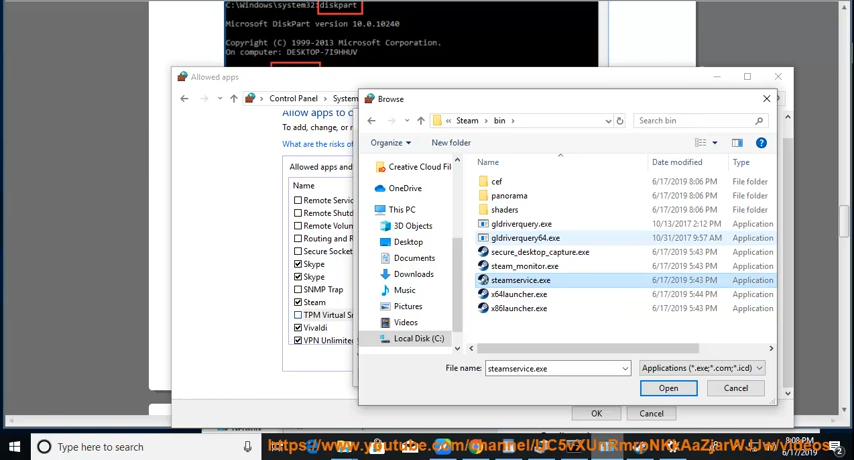 C:\Windows\system32>diskpart
Microsoft DiskPart version 10.0.10240
Copyright (C) 1999-2013 Microsoft Corporation.
On computer: DESKTOP-7I9HHUV
Allowed apps
Control Panel › System
Allow apps to c
To add, change, or r
What are the risks of
Allowed apps and
Name
Remote Servic
Remote Shutd
Remote Volum
Routing and R
Secure Socket
Skype
Skype
SNMP Trap
Steam
TPM Virtual Sm
Vivaldi
VPN Unlimited
OK Cancel
Browse
« Steam › bin ›
Search bin
Organize New folder
Creative Cloud Fil
OneDrive
This PC
3D Objects
Desktop
Documents
Downloads
Music
Pictures
Videos
Local Disk (C:)
Name Date modified Type
cef 6/17/2019 8:06 PM File folder
panorama 6/17/2019 8:06 PM File folder
shaders 6/17/2019 8:06 PM File folder
gldriverquery.exe 10/13/2017 2:12 PM Application
gldriverquery64.exe 10/31/2017 9:57 AM Application
secure_desktop_capture.exe 6/17/2019 5:43 PM Application
steam_monitor.exe 6/17/2019 5:43 PM Application
steamservice.exe 6/17/2019 5:43 PM Application
x64launcher.exe 6/17/2019 5:44 PM Application
x86launcher.exe 6/17/2019 5:43 PM Application
File name: steamservice.exe Applications (*.exe;*.com;*.icd)
Open Cancel
Type here to search
8:08 PM
6/17/2019
2